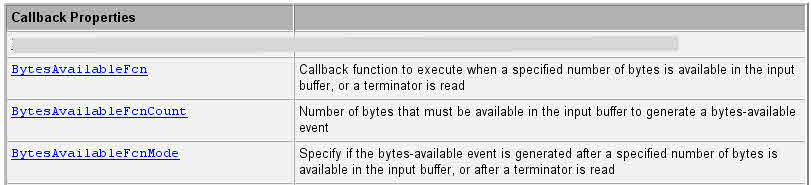 Callback Properties
BytesAvailableFcn
Callback function to execute when a specified number of bytes is available in the input
buffer, or a terminator is read
BytesAvailableFcnCount
Number of bytes that must be available in the input buffer to generate a bytes-available
event
BytesAvailableFcnMode
Specify if the bytes-available event is generated after a specified number of bytes is
available in the input buffer, or after a terminator is read